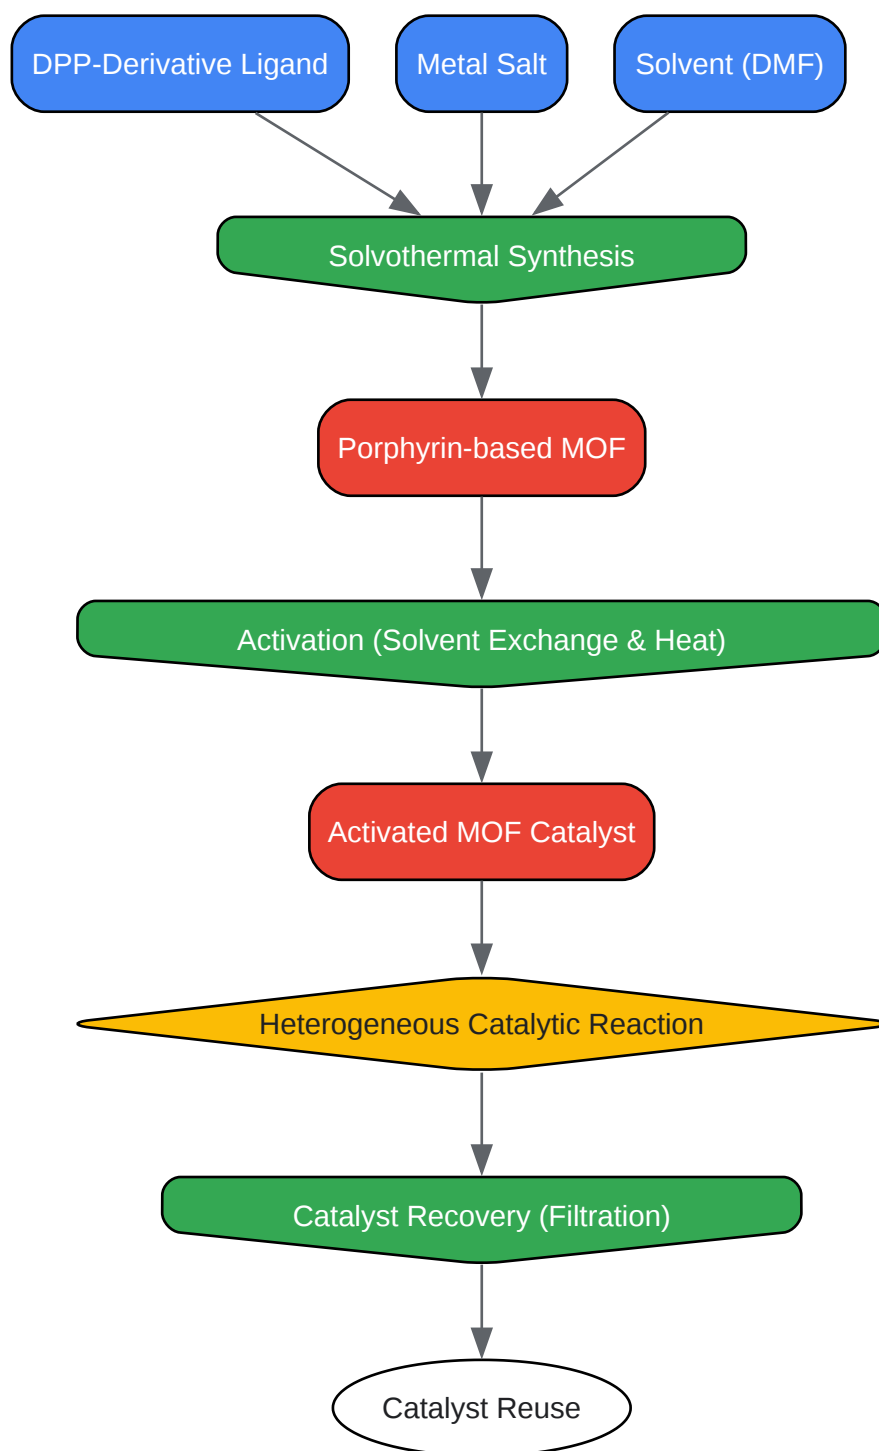 DPP-Derivative Ligand
Metal Salt
Solvent (DMF)
Solvothermal Synthesis
Porphyrin-based MOF
Activation (Solvent Exchange & Heat)
Activated MOF Catalyst
Heterogeneous Catalytic Reaction
Catalyst Recovery (Filtration)
Catalyst Reuse